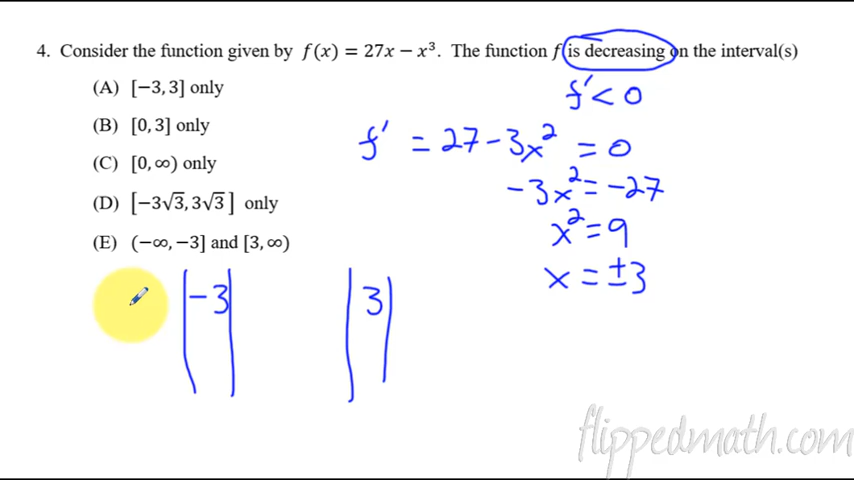 4. Consider the function given by f(x) = 27x − x³. The function f is decreasing on the interval(s)
(A) [−3, 3] only
f' < 0
(B) [0, 3] only
f' = 27 − 3x² = 0
(C) [0, ∞) only
−3x² = −27
(D) [−3√3, 3√3] only
x² = 9
(E) (−∞, −3] and [3, ∞)
x = ±3
−3 3
flippedmath.com